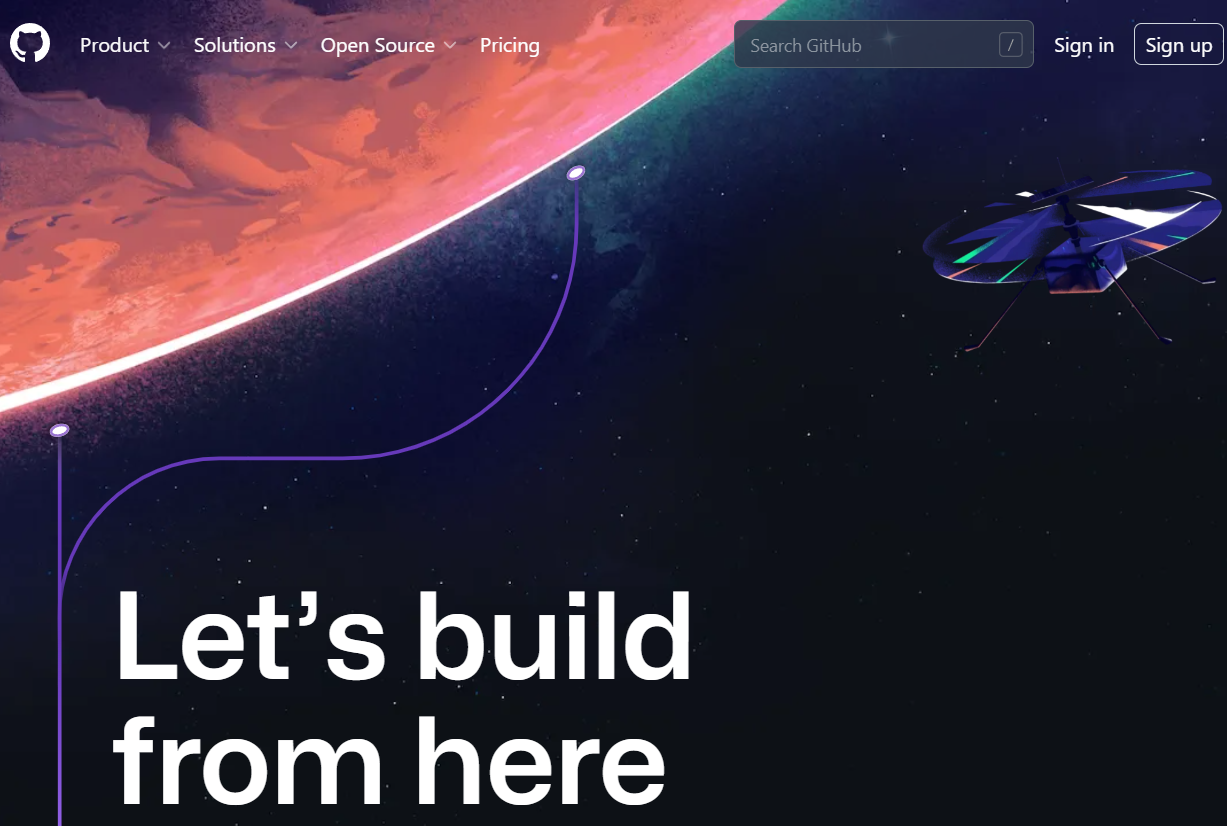 Product Solutions Open Source Pricing Search GitHub / Sign in Sign up
Let’s build
from here